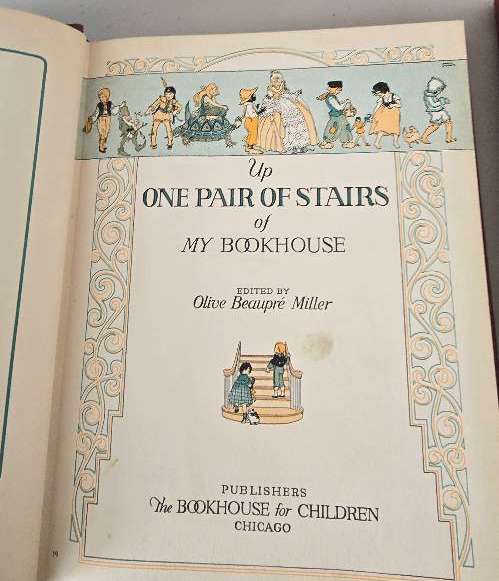 Up
ONE PAIR OF STAIRS
of
MY BOOKHOUSE
EDITED BY
Olive Beaupré Miller
PUBLISHERS
The BOOKHOUSE for CHILDREN
CHICAGO